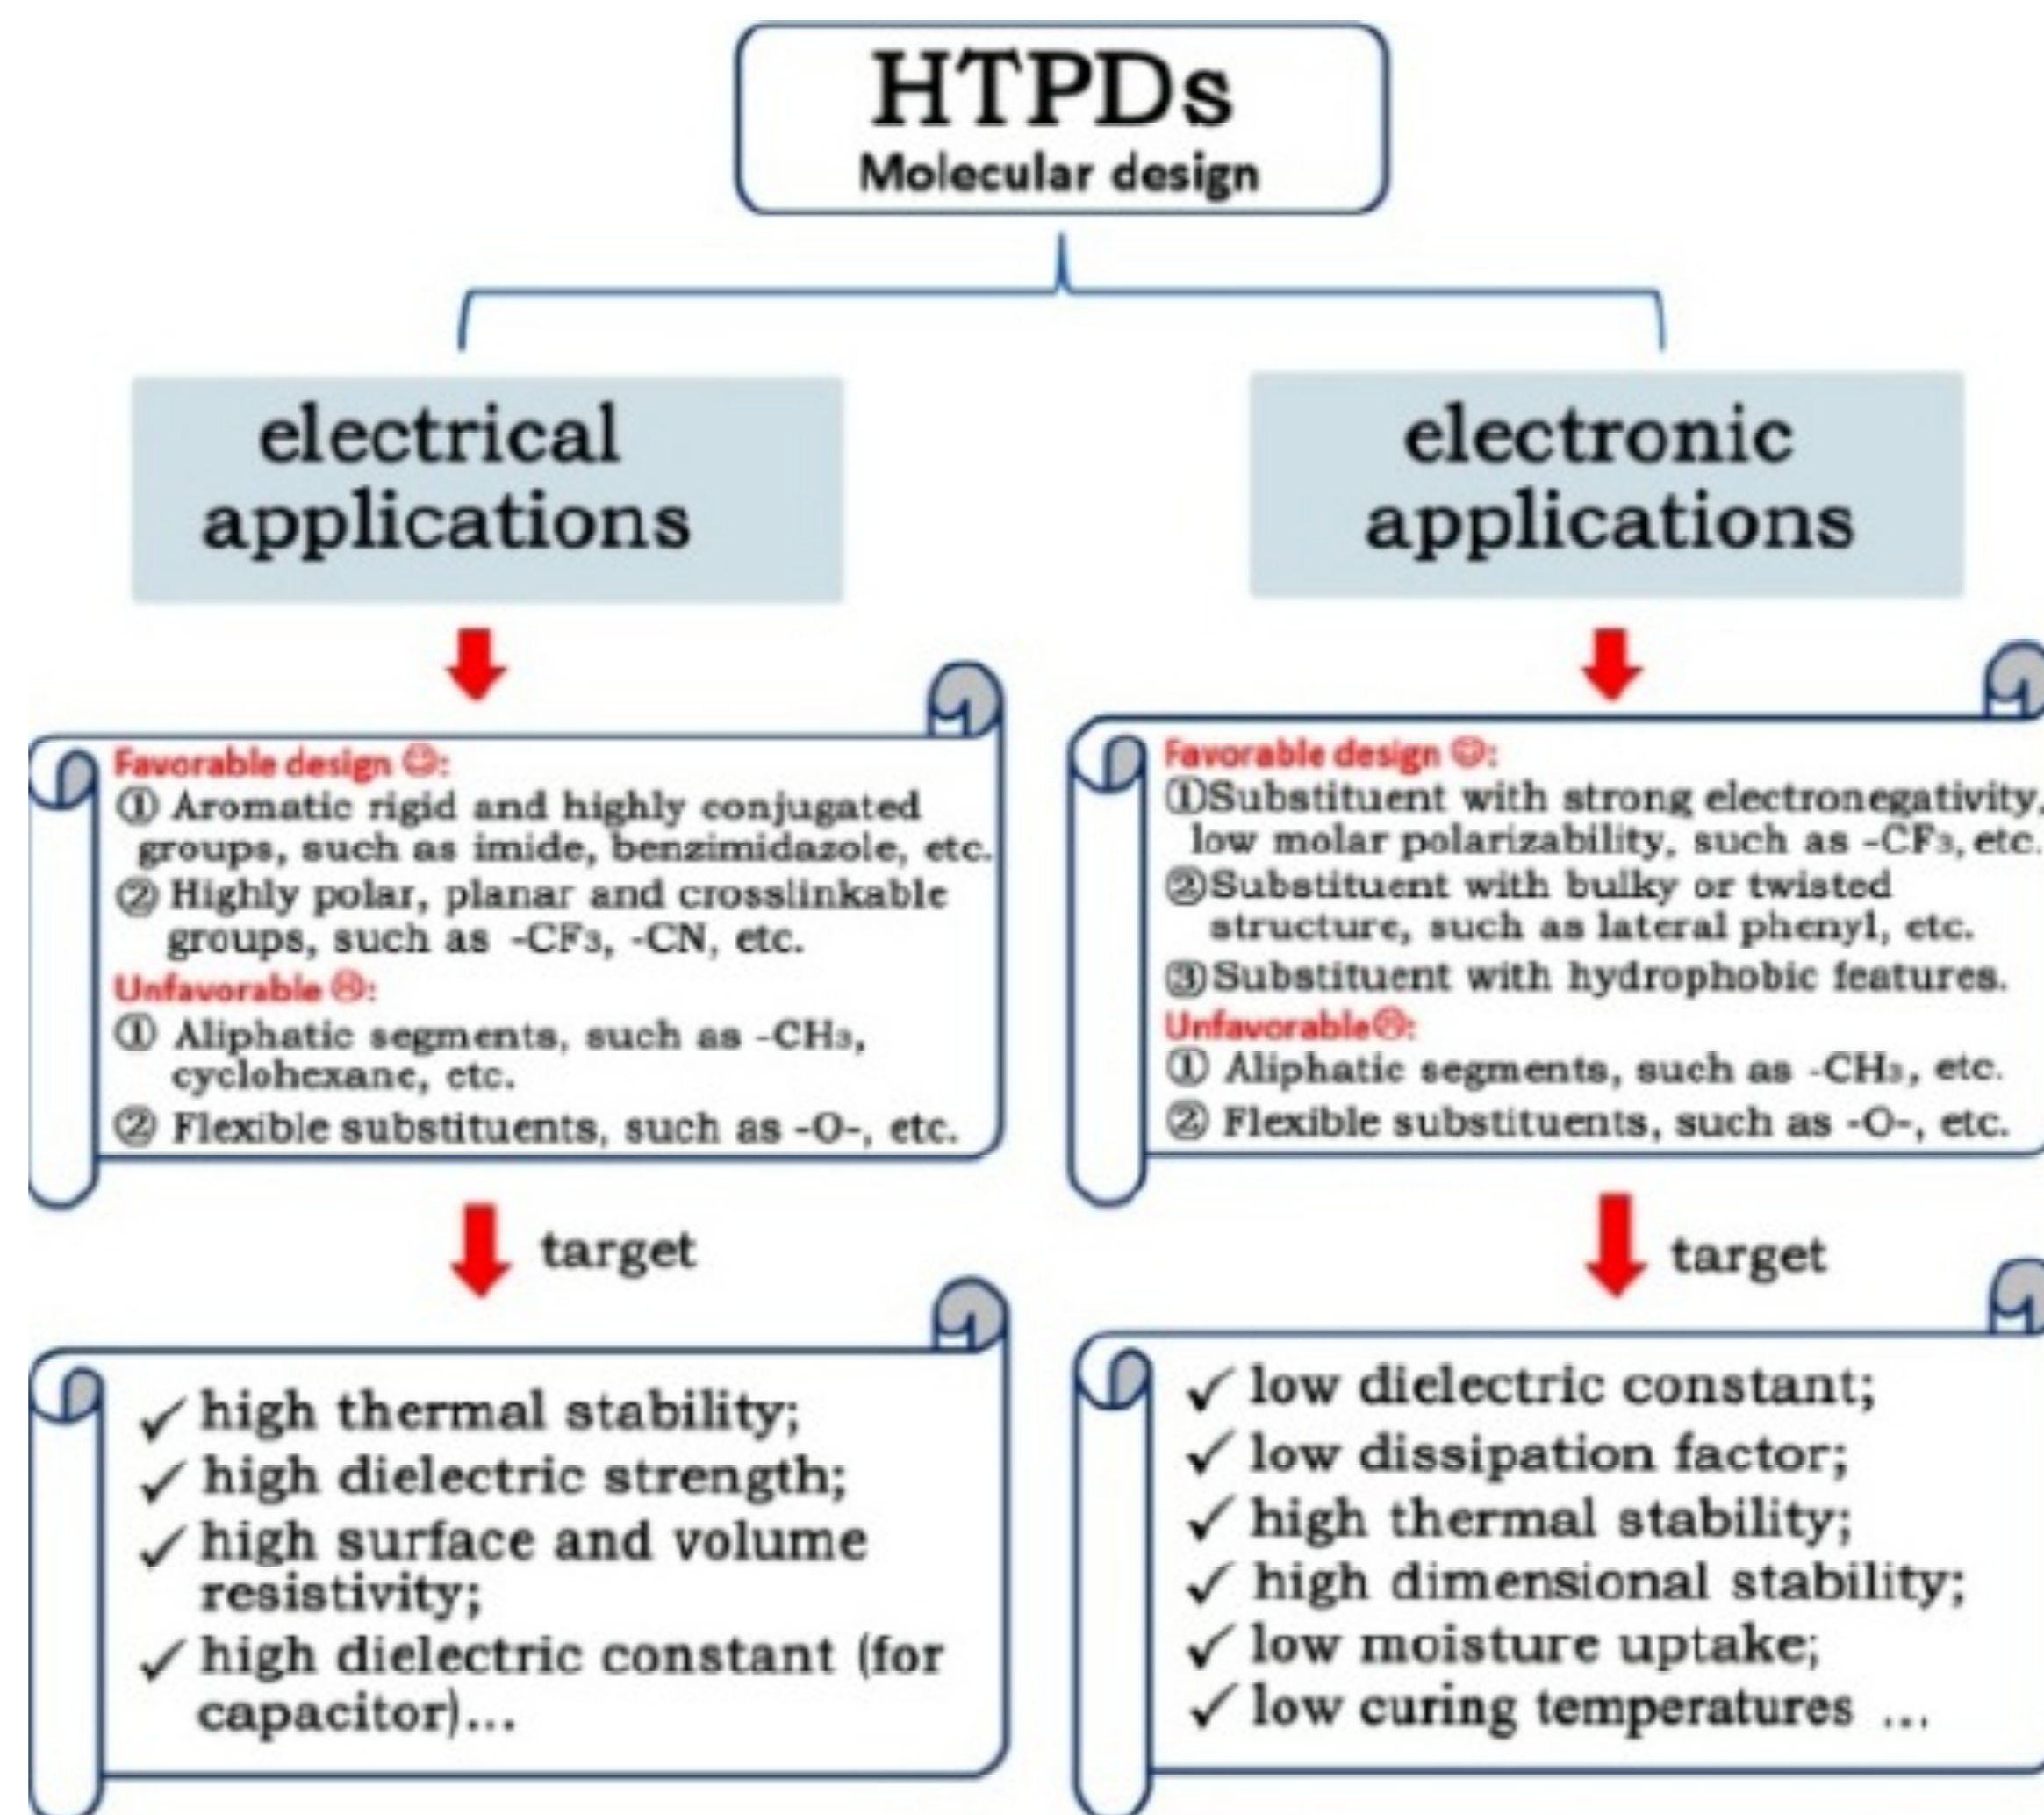 HTPDs
Molecular design
electrical
applications
Favorable design ☺:
① Aromatic rigid and highly conjugated
groups, such as imide, benzimidazole, etc.
② Highly polar, planar and crosslinkable
groups, such as -CF₃, -CN, etc.
Unfavorable ☹:
① Aliphatic segments, such as -CH₃,
cyclohexane, etc.
② Flexible substituents, such as -O-, etc.
target
✓ high thermal stability;
✓ high dielectric strength;
✓ high surface and volume
resistivity;
✓ high dielectric constant (for
capacitor)...
electronic
applications
Favorable design ☺:
①Substituent with strong electronegativity,
low molar polarizability, such as -CF₃, etc.
②Substituent with bulky or twisted
structure, such as lateral phenyl, etc.
③Substituent with hydrophobic features.
Unfavorable☹:
① Aliphatic segments, such as -CH₃, etc.
② Flexible substituents, such as -O-, etc.
target
✓ low dielectric constant;
✓ low dissipation factor;
✓ high thermal stability;
✓ high dimensional stability;
✓ low moisture uptake;
✓ low curing temperatures ...